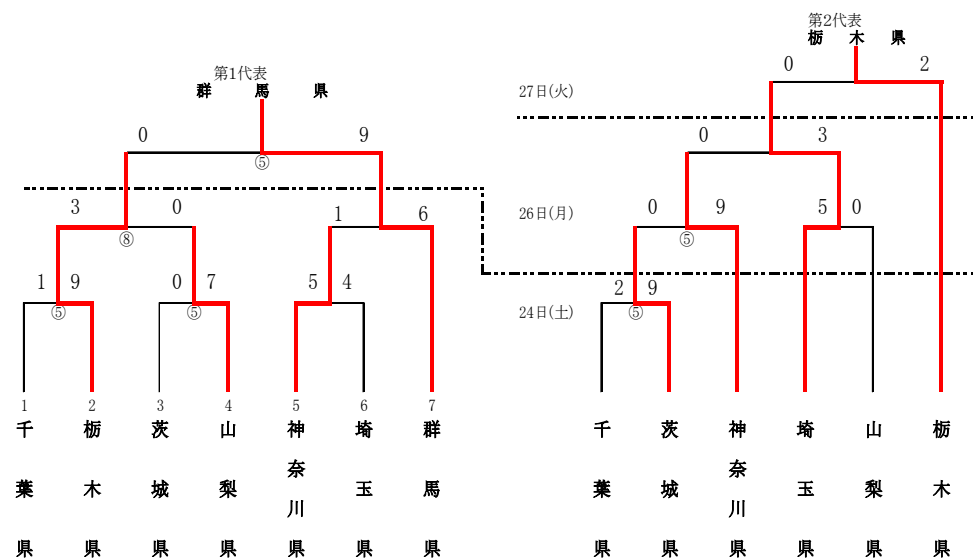 第1代表
群馬県
0 9
⑤
3 0 1 6
⑧
1 9 0 7 5 4
⑤ ⑤
1 2 3 4 5 6 7
千葉県
栃木県
茨城県
山梨県
神奈川県
埼玉県
群馬県
第2代表
栃木県
0 2
27日(火)
0 3
26日(月)
0 9 5 0
⑤
2 9
24日(土)
⑤
千葉県
茨城県
神奈川県
埼玉県
山梨県
栃木県